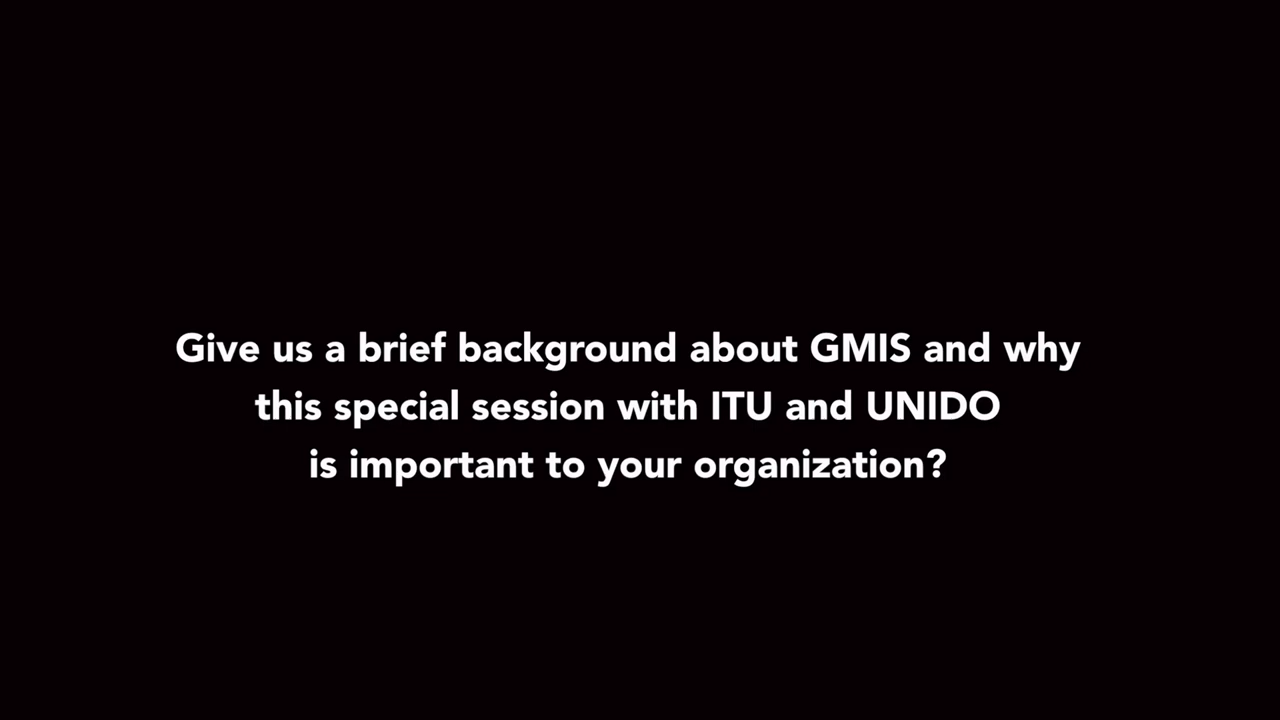 Give us a brief background about GMIS and why
this special session with ITU and UNIDO
is important to your organization?